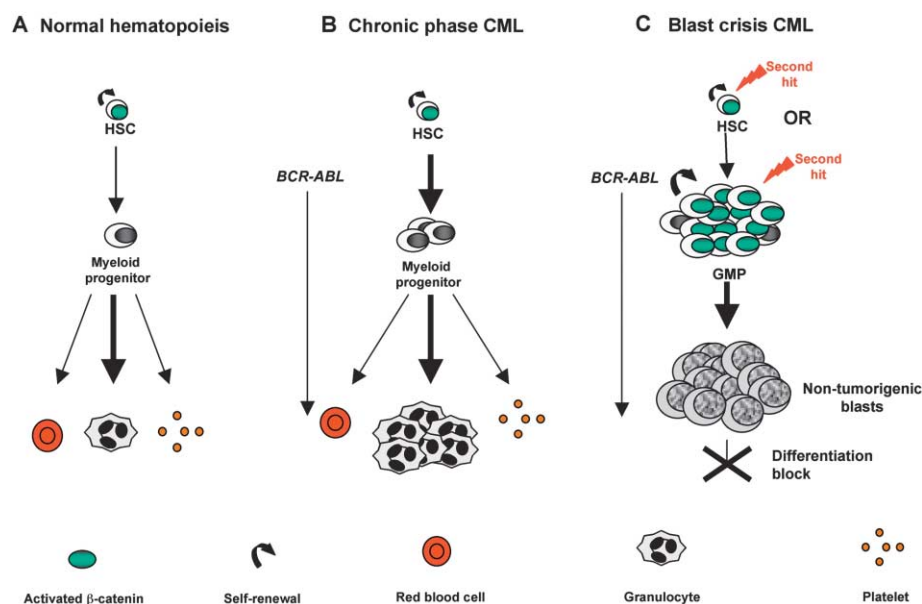 A Normal hematopoieis
B Chronic phase CML
C Blast crisis CML
HSC
Myeloid
progenitor
HSC
BCR-ABL
Myeloid
progenitor
Second
hit
HSC
OR
Second
hit
BCR-ABL
GMP
Non-tumorigenic
blasts
Differentiation
block
Activated β-catenin
Self-renewal
Red blood cell
Granulocyte
Platelet